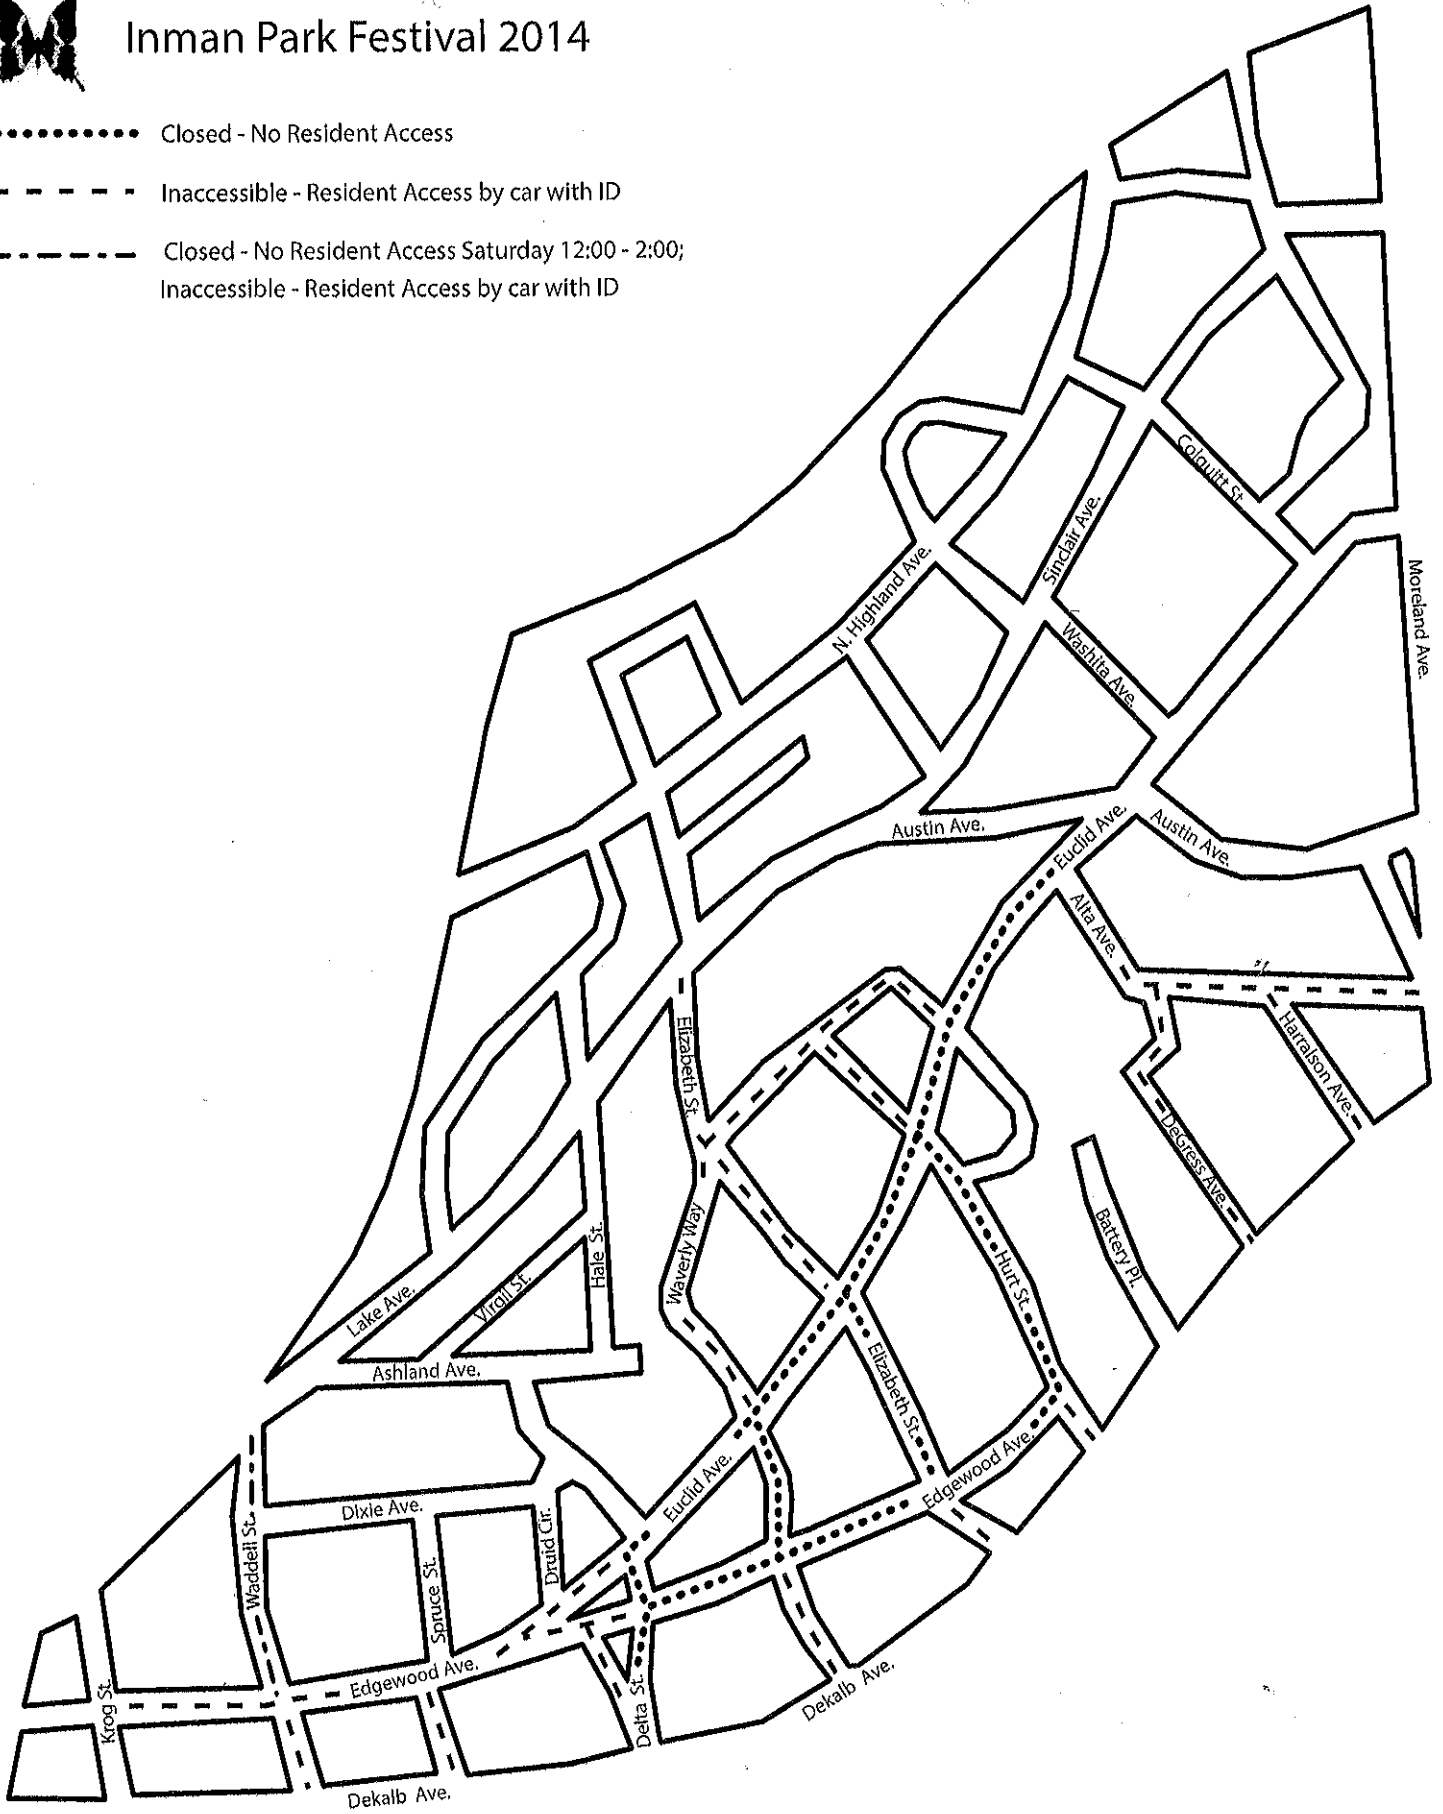 Inman Park Festival 2014
Closed - No Resident Access
Inaccessible - Resident Access by car with ID
Closed - No Resident Access Saturday 12:00 - 2:00;
Inaccessible - Resident Access by car with ID
Colquitt St.
Sinclair Ave.
N. Highland Ave.
Moreland Ave.
Washita Ave.
Austin Ave.
Euclid Ave.
Austin Ave.
Alta Ave.
Elizabeth St.
Harralson Ave.
DeGress Ave.
Battery Pl.
Waverly Way
Hale St.
Hurt St.
Virgil St.
Lake Ave.
Ashland Ave.
Elizabeth St.
Euclid Ave.
Edgewood Ave.
Dixie Ave.
Waddell St.
Druid Cir.
Spruce St.
Edgewood Ave.
Krog St.
Delta St.
Dekalb Ave.
Dekalb Ave.